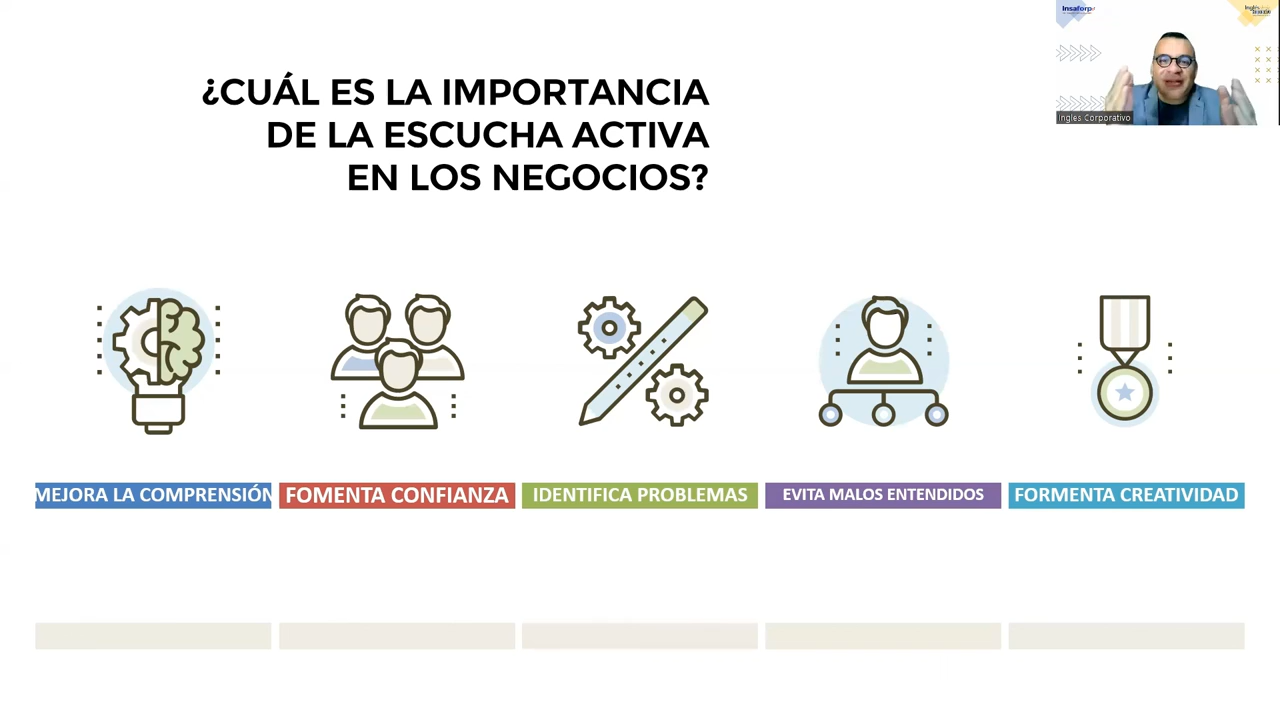 Insaforp
¿CUÁL ES LA IMPORTANCIA
DE LA ESCUCHA ACTIVA
EN LOS NEGOCIOS?
Ingles Corporativo
MEJORA LA COMPRENSIÓN
FOMENTA CONFIANZA
IDENTIFICA PROBLEMAS
EVITA MALOS ENTENDIDOS
FORMENTA CREATIVIDAD